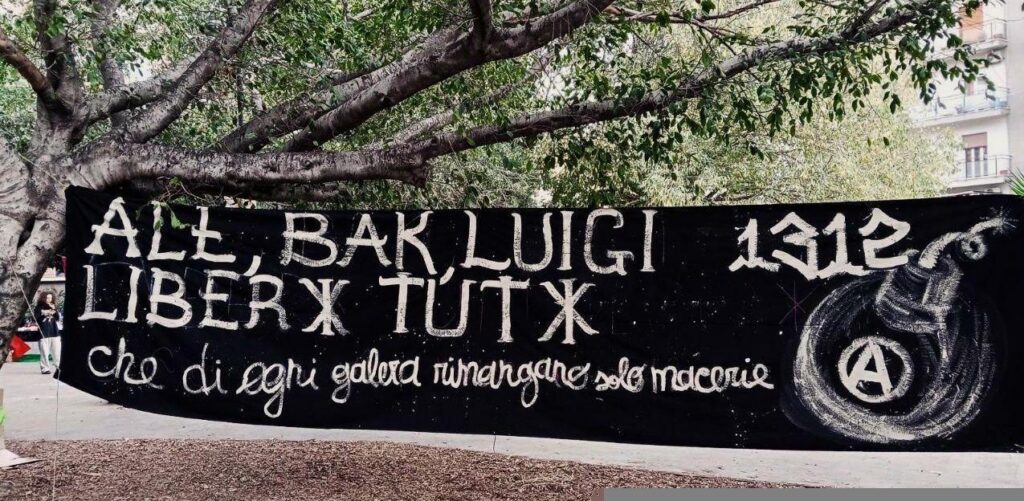 ALE, BAK, LUIGI 1312
LIBERЖ TUTЖ
che di ogni galera rimangano solo macerie
A